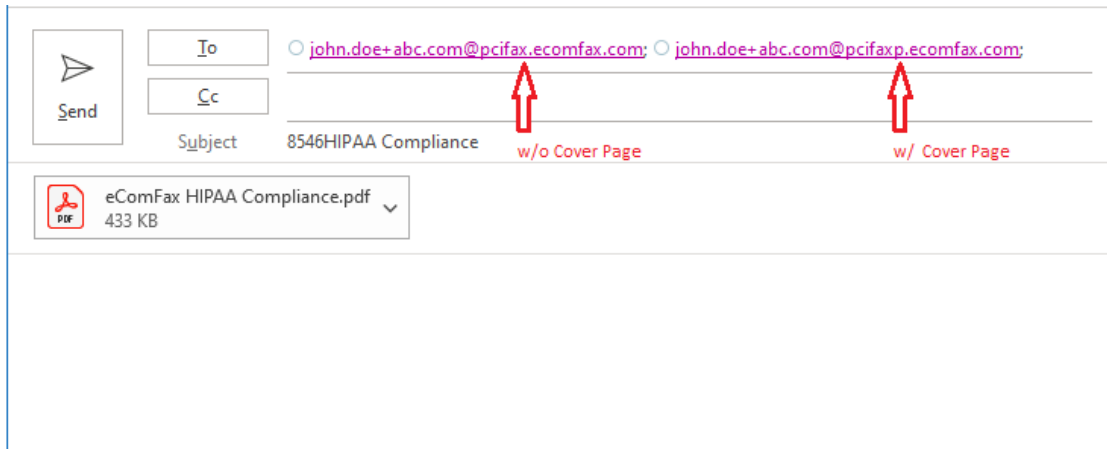 To
john.doe+abc.com@pcifax.ecomfax.com; john.doe+abc.com@pcifaxp.ecomfax.com;
Send
Cc
Subject 8546HIPAA Compliance
w/o Cover Page
w/ Cover Page
PDF
eComFax HIPAA Compliance.pdf
433 KB